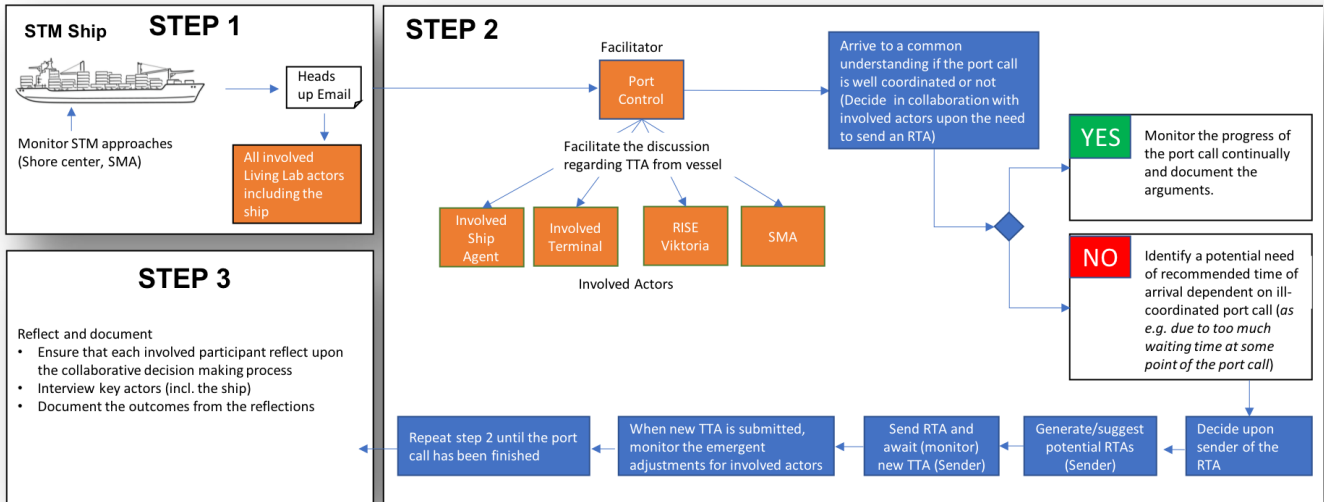 STM Ship
STEP 1
Heads
up Email
Monitor STM approaches
(Shore center, SMA)
All involved
Living Lab actors
including the
ship
STEP 2
Facilitator
Port
Control
Facilitate the discussion
regarding TTA from vessel
Involved
Ship
Agent
Involved
Terminal
RISE
Viktoria
SMA
Involved Actors
Arrive to a common
understanding if the port call
is well coordinated or not
(Decide in collaboration with
involved actors upon the need
to send an RTA)
YES
Monitor the progress of
the port call continually
and document the
arguments.
NO
Identify a potential need
of recommended time of
arrival dependent on ill-
coordinated port call (as
e.g. due to too much
waiting time at some
point of the port call)
Decide upon
sender of the
RTA
Generate/suggest
potential RTAs
(Sender)
Send RTA and
await (monitor)
new TTA (Sender)
When new TTA is submitted,
monitor the emergent
adjustments for involved actors
Repeat step 2 until the port
call has been finished
STEP 3
Reflect and document
• Ensure that each involved participant reflect upon
the collaborative decision making process
• Interview key actors (incl. the ship)
• Document the outcomes from the reflections